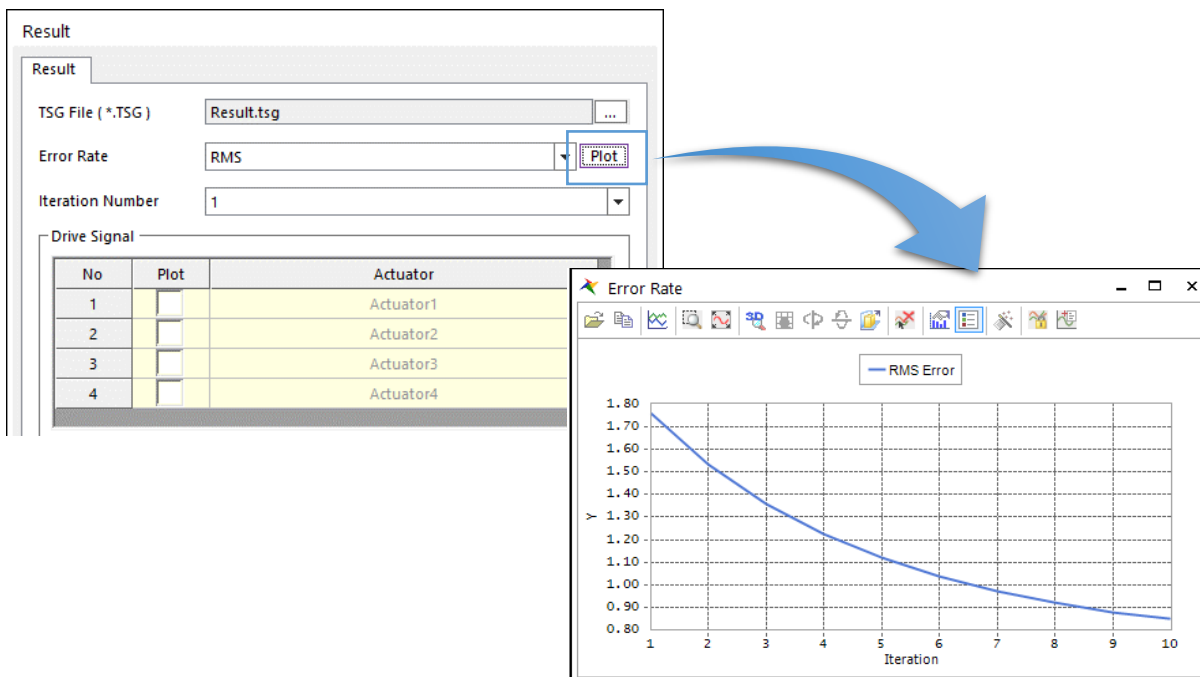 Result
Result
TSG File ( *.TSG )
Result.tsg
...
Error Rate
RMS
Plot
Iteration Number
1
Drive Signal
No Plot Actuator
1 Actuator1
2 Actuator2
3 Actuator3
4 Actuator4
Error Rate
3D
RMS Error
1.80
1.70
1.60
1.50
1.40
1.30
1.20
1.10
1.00
0.90
0.80
Y
1 2 3 4 5 6 7 8 9 10
Iteration